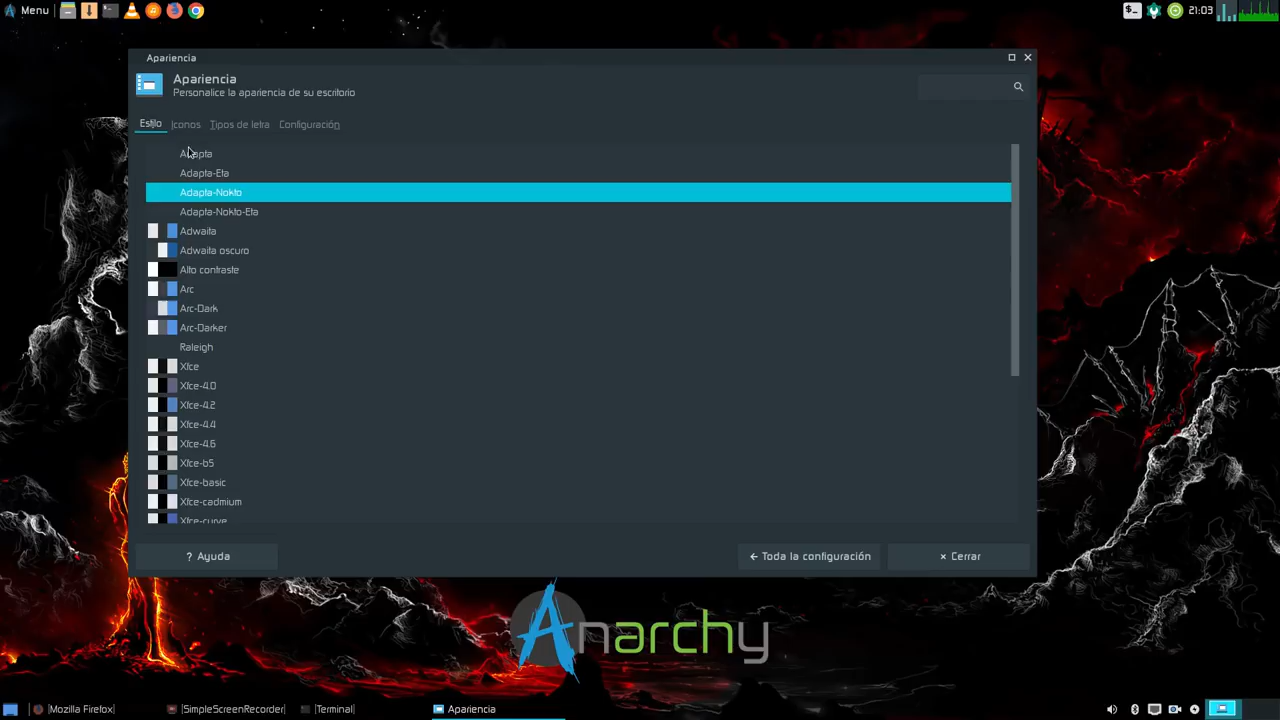 Menu
21:03
Apariencia
Apariencia
Personalice la apariencia de su escritorio
Estilo Iconos Tipos de letra Configuración
Adapta
Adapta-Eta
Adapta-Nokto
Adapta-Nokto-Eta
Adwaita
Adwaita oscuro
Alto contraste
Arc
Arc-Dark
Arc-Darker
Raleigh
Xfce
Xfce-4.0
Xfce-4.2
Xfce-4.4
Xfce-4.6
Xfce-b5
Xfce-basic
Xfce-cadmium
Xfce-curve
? Ayuda
Toda la configuración
Cerrar
Anarchy
|Mozilla Firefox| |SimpleScreenRecorder| |Terminal| Apariencia